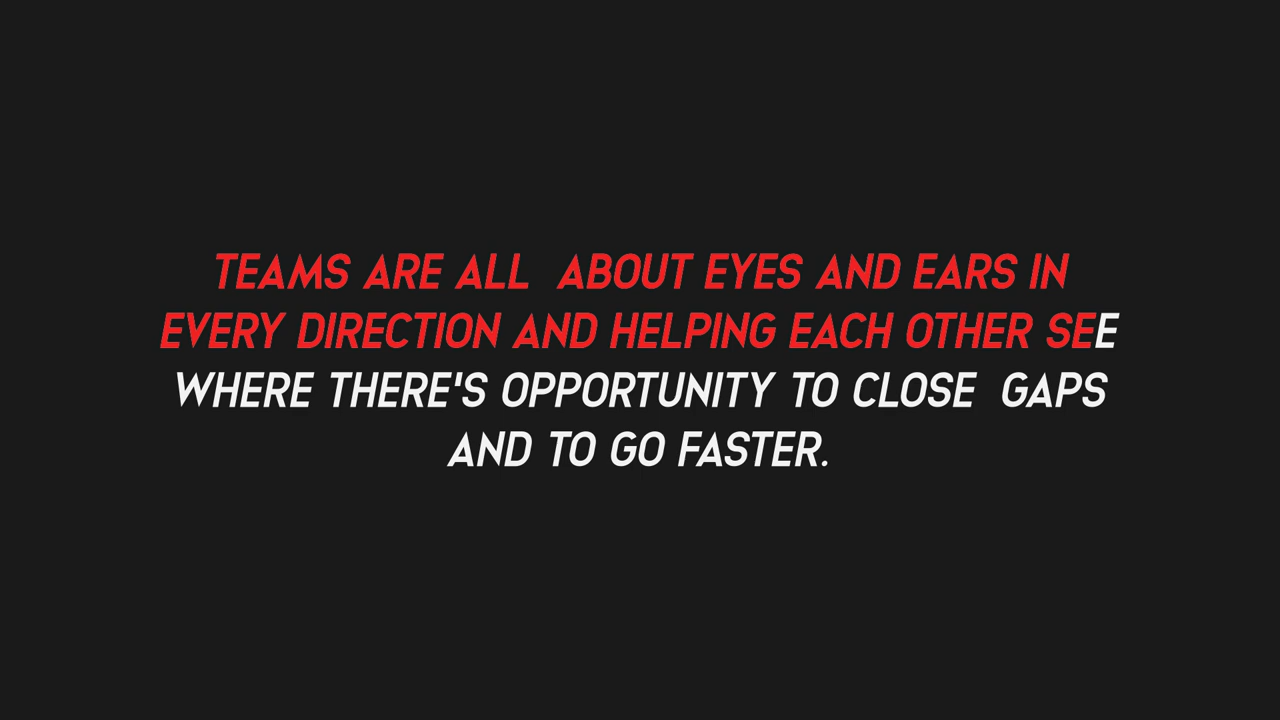 TEAMS ARE ALL  ABOUT EYES AND EARS IN
EVERY DIRECTION AND HELPING EACH OTHER SEE
WHERE THERE'S OPPORTUNITY TO CLOSE  GAPS
AND TO GO FASTER.